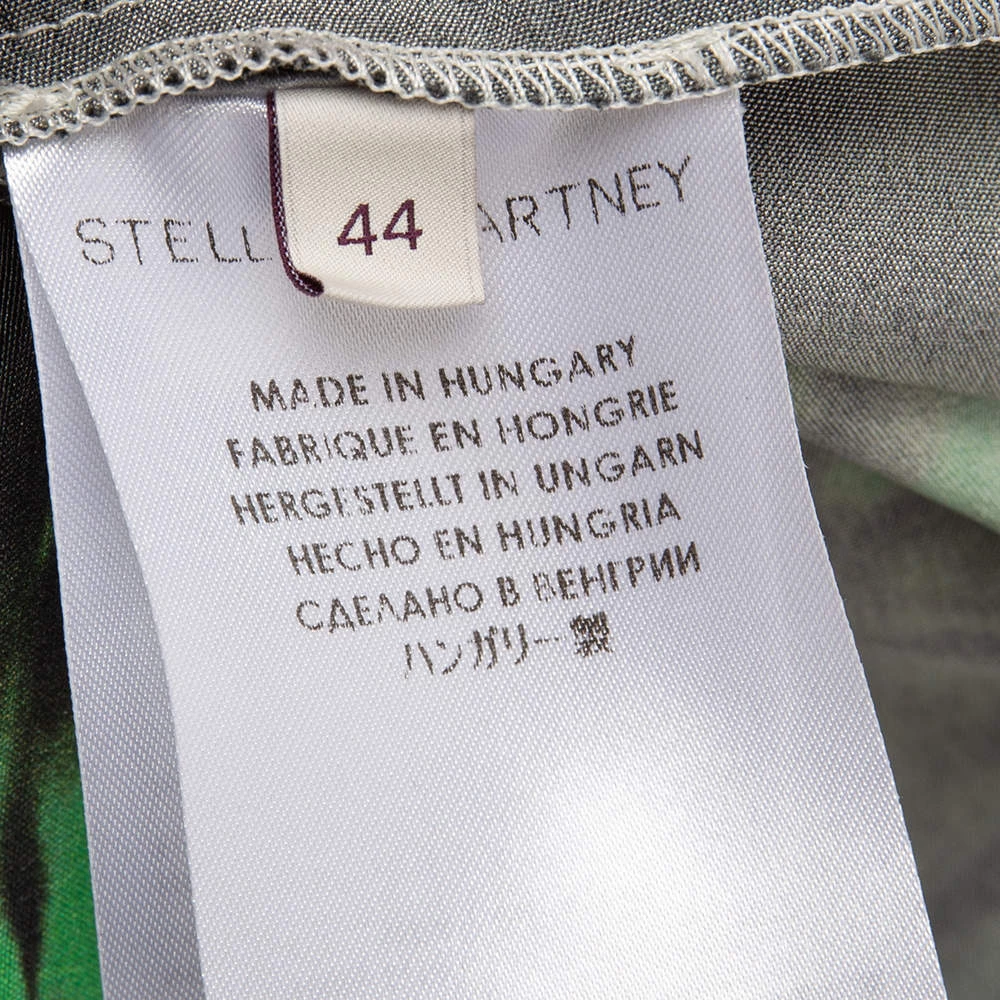 STELL ARTNEY
44
MADE IN HUNGARY
FABRIQUE EN HONGRIE
HERGESTELLT IN UNGARN
HECHO EN HUNGRIA
СДЕЛАНО В ВЕНГРИИ
ハンガリー製